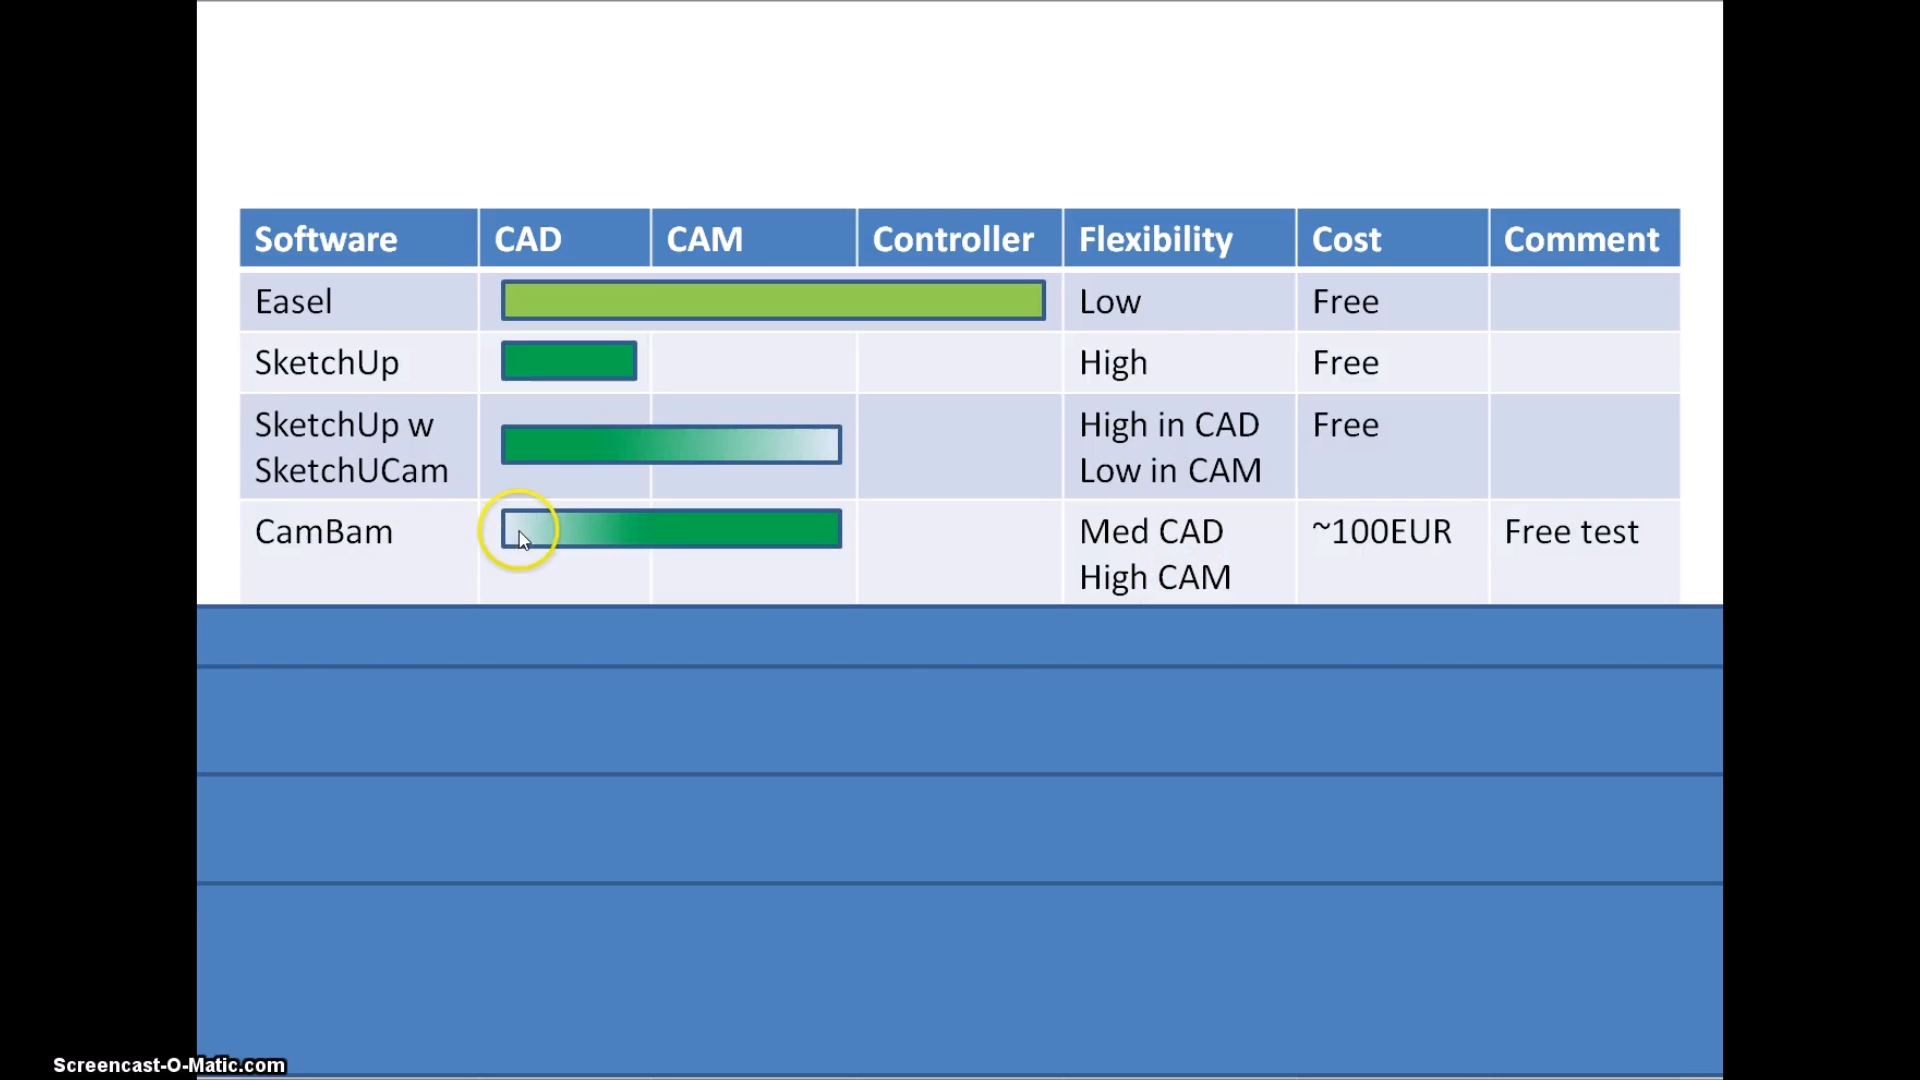 Software CAD CAM Controller Flexibility Cost Comment
Easel Low Free
SketchUp High Free
SketchUp w High in CAD Free
SketchUCam Low in CAM
CamBam Med CAD ~100EUR Free test
High CAM
Screencast-O-Matic.com